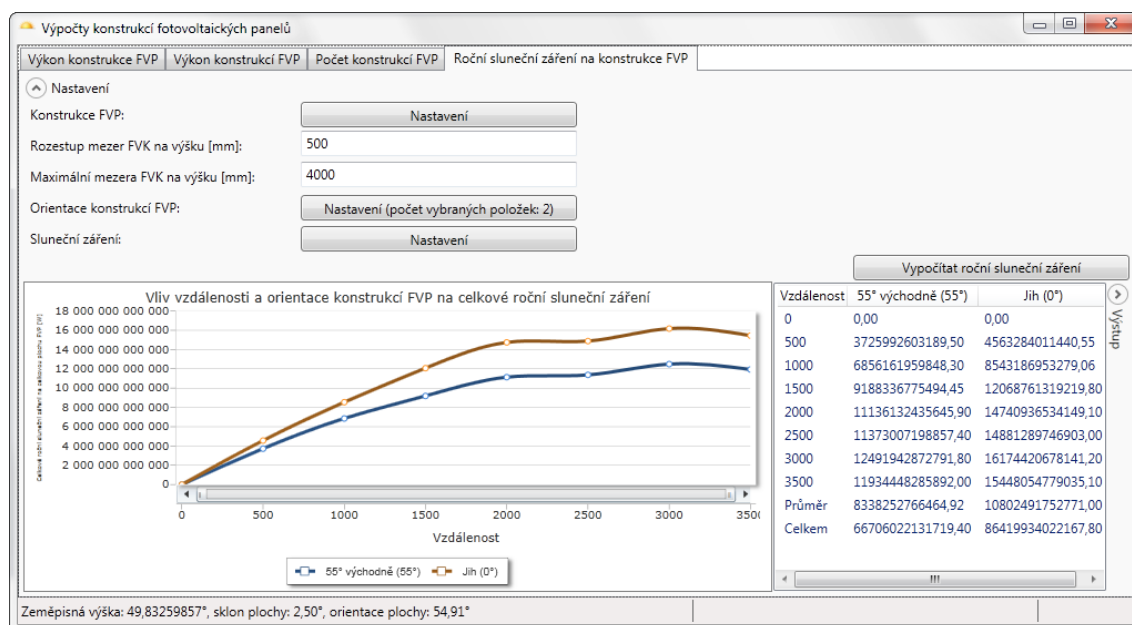 Výpočty konstrukcí fotovoltaických panelů
Výkon konstrukce FVP Výkon konstrukcí FVP Počet konstrukcí FVP Roční sluneční záření na konstrukce FVP
Nastavení
Konstrukce FVP: Nastavení
Rozestup mezer FVK na výšku [mm]: 500
Maximální mezera FVK na výšku [mm]: 4000
Orientace konstrukcí FVP: Nastavení (počet vybraných položek: 2)
Sluneční záření: Nastavení
Vypočítat roční sluneční záření
Vliv vzdálenosti a orientace konstrukcí FVP na celkové roční sluneční záření
Celkové roční sluneční záření na celkovou plochu FVP [W]
18 000 000 000 000
16 000 000 000 000
14 000 000 000 000
12 000 000 000 000
10 000 000 000 000
8 000 000 000 000
6 000 000 000 000
4 000 000 000 000
2 000 000 000 000
0
0 500 1000 1500 2000 2500 3000 3500
Vzdálenost
55° východně (55°) Jih (0°)
Vzdálenost 55° východně (55°) Jih (0°)
0 0,00 0,00
500 3725992603189,50 4563284011440,55
1000 6856161959848,30 8543186953279,06
1500 9188336775494,45 12068761319219,80
2000 11136132435645,90 14740936534149,10
2500 11373007198857,40 14881289746903,00
3000 12491942872791,80 16174420678141,20
3500 11934448285892,00 15448054779035,10
Průměr 8338252766464,92 10802491752771,00
Celkem 66706022131719,40 86419934022167,80
Výstup
Zeměpisná výška: 49,83259857°, sklon plochy: 2,50°, orientace plochy: 54,91°